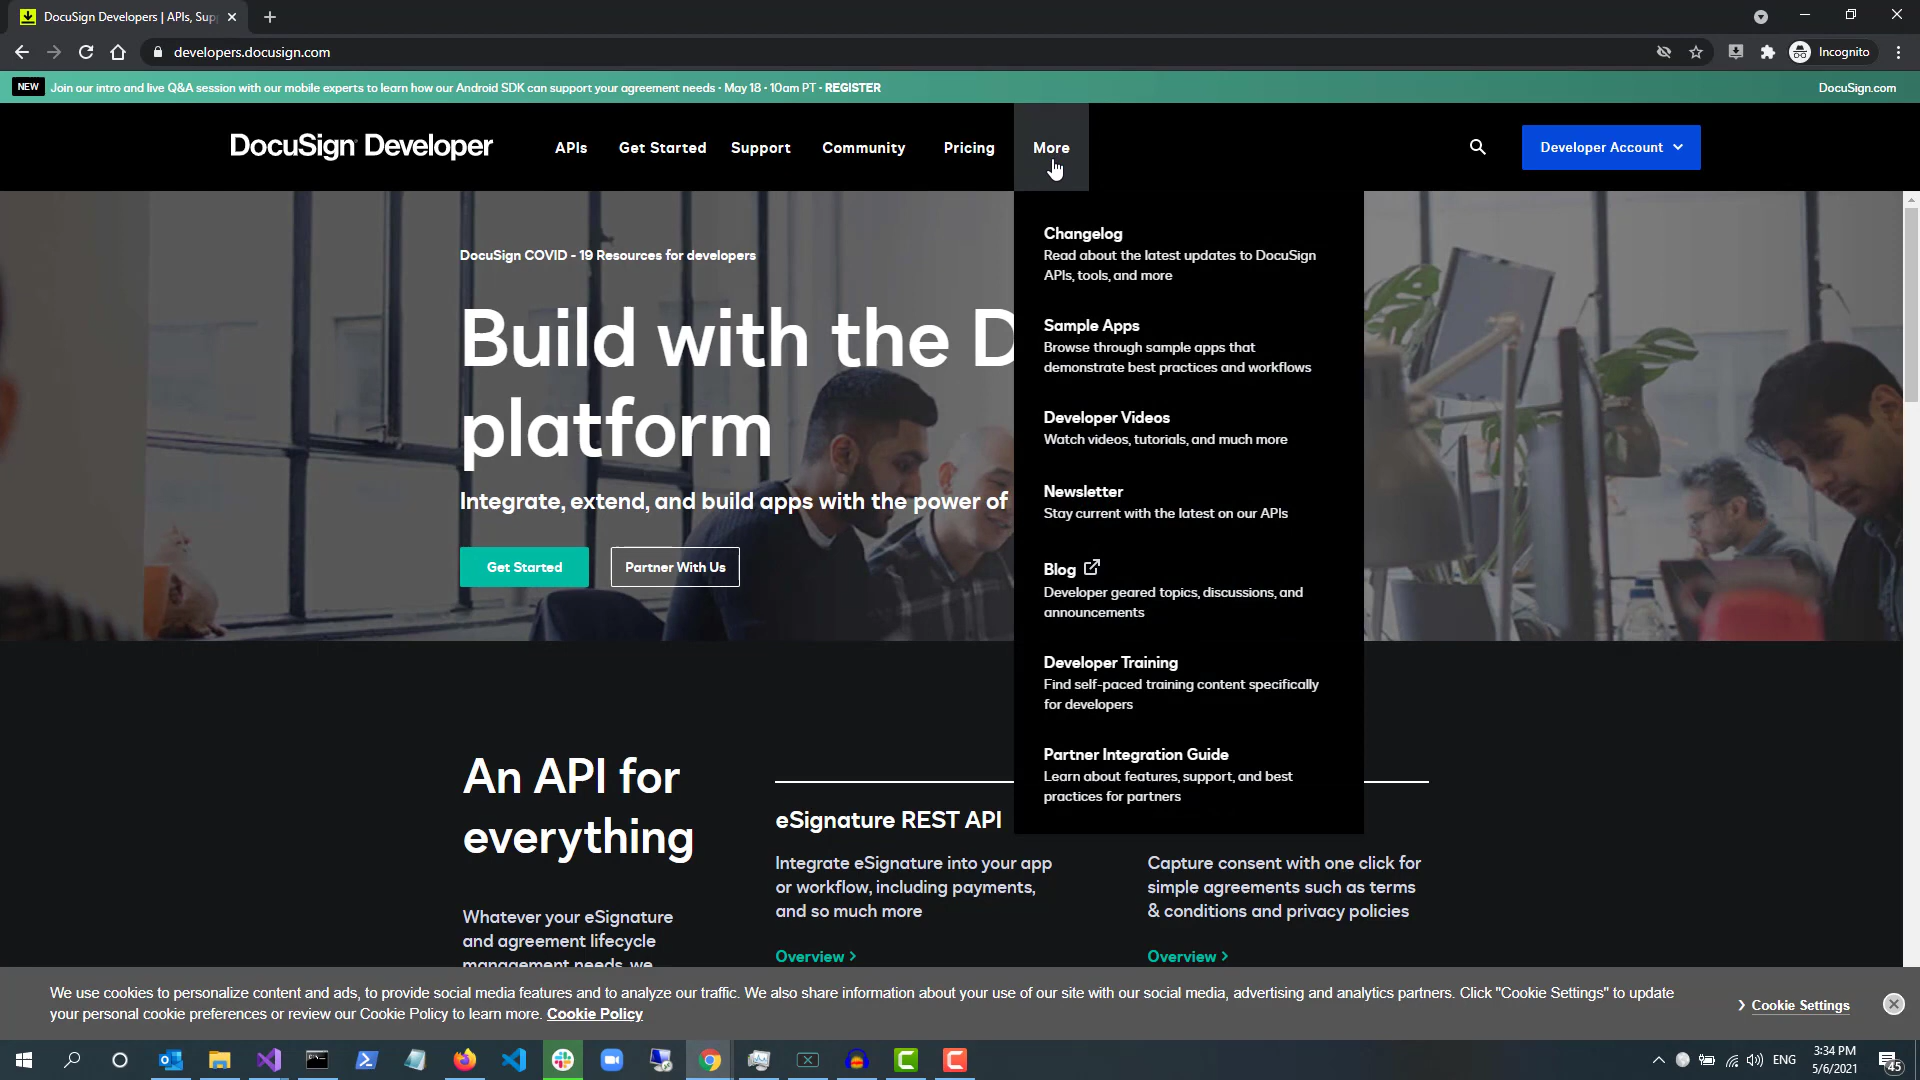 DocuSign Developers | APIs, Sup
developers.docusign.com
Incognito
NEW Join our intro and live Q&A session with our mobile experts to learn how our Android SDK can support your agreement needs · May 18 · 10am PT · REGISTER
DocuSign.com
DocuSign Developer
APIs
Get Started
Support
Community
Pricing
More
Developer Account
DocuSign COVID - 19 Resources for developers
Build with the D
platform
Integrate, extend, and build apps with the power of
Get Started
Partner With Us
Changelog
Read about the latest updates to DocuSign
APIs, tools, and more
Sample Apps
Browse through sample apps that
demonstrate best practices and workflows
Developer Videos
Watch videos, tutorials, and much more
Newsletter
Stay current with the latest on our APIs
Blog
Developer geared topics, discussions, and
announcements
Developer Training
Find self-paced training content specifically
for developers
Partner Integration Guide
Learn about features, support, and best
practices for partners
An API for
everything
Whatever your eSignature
and agreement lifecycle
management needs, we
eSignature REST API
Integrate eSignature into your app
or workflow, including payments,
and so much more
Overview >
Capture consent with one click for
simple agreements such as terms
& conditions and privacy policies
Overview >
We use cookies to personalize content and ads, to provide social media features and to analyze our traffic. We also share information about your use of our site with our social media, advertising and analytics partners. Click "Cookie Settings" to update
your personal cookie preferences or review our Cookie Policy to learn more. Cookie Policy
> Cookie Settings
ENG
3:34 PM
5/6/2021
45